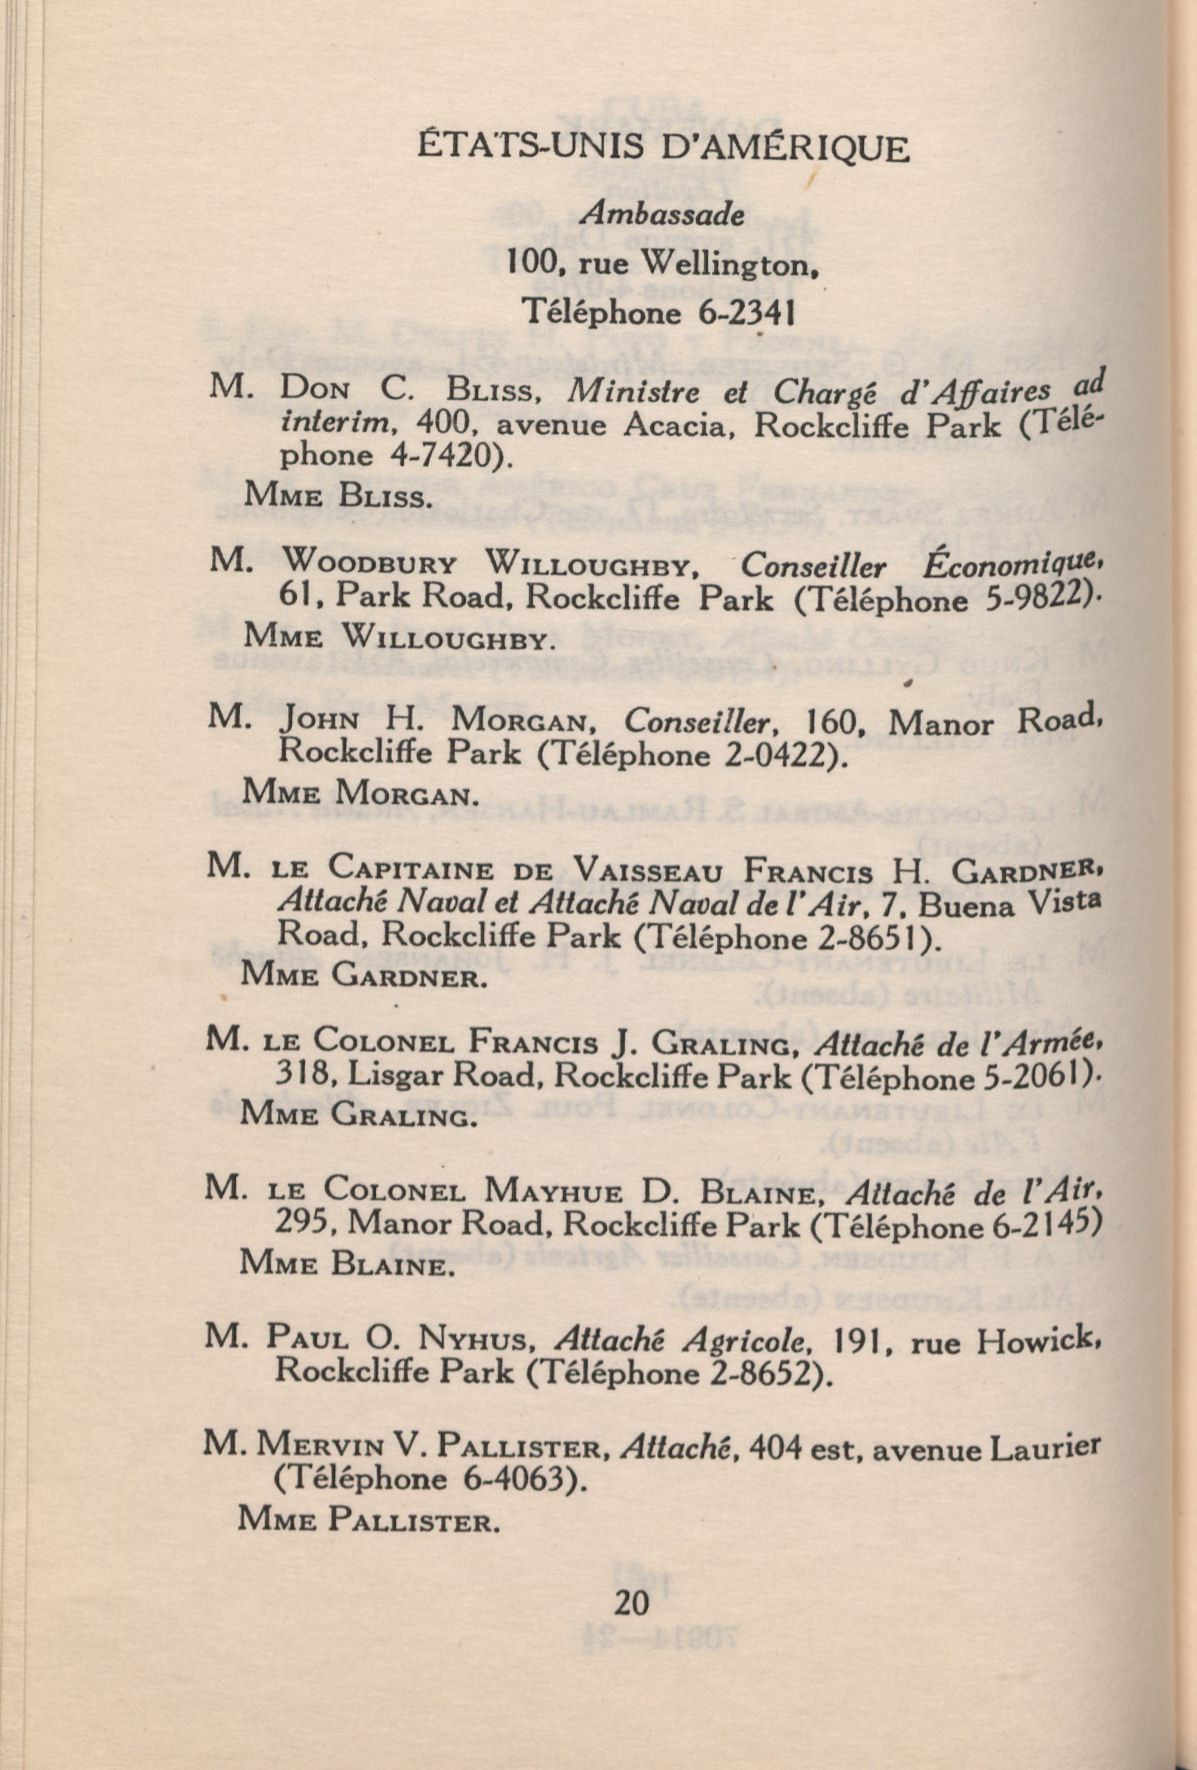 ÉTATS-UNIS D'AMÉRIQUE
Ambassade
100, rue Wellington,
Téléphone 6-2341
M. DON C. BLISS, Ministre et Chargé d'Affaires ad
interim, 400, avenue Acacia, Rockcliffe Park (Télé-
phone 4-7420).
MME BLISS.
M. WOODBURY WILLOUGHBY, Conseiller Économique,
61, Park Road, Rockcliffe Park (Téléphone 5-9822).
MME WILLOUGHBY.
M. JOHN H. MORGAN, Conseiller, 160, Manor Road,
Rockcliffe Park (Téléphone 2-0422).
MME MORGAN.
M. LE CAPITAINE DE VAISSEAU FRANCIS H. GARDNER,
Attaché Naval et Attaché Naval de l'Air, 7, Buena Vista
Road, Rockcliffe Park (Téléphone 2-8651).
MME GARDNER.
M. LE COLONEL FRANCIS J. GRALING, Attaché de l'Armée,
318, Lisgar Road, Rockcliffe Park (Téléphone 5-2061).
MME GRALING.
M. LE COLONEL MAYHUE D. BLAINE, Attaché de l'Air,
295, Manor Road, Rockcliffe Park (Téléphone 6-2145)
MME BLAINE.
M. PAUL O. NYHUS, Attaché Agricole, 191, rue Howick,
Rockcliffe Park (Téléphone 2-8652).
M. MERVIN V. PALLISTER, Attaché, 404 est, avenue Laurier
(Téléphone 6-4063).
MME PALLISTER.
20